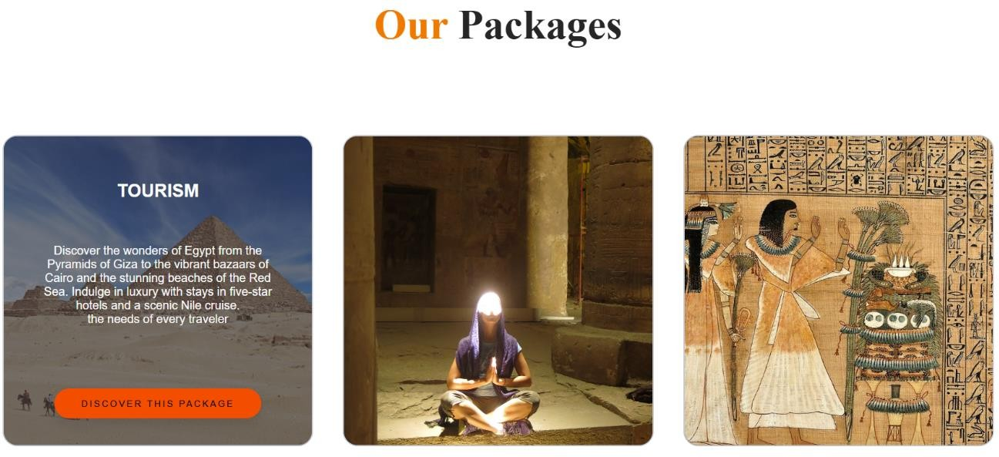 Our Packages
TOURISM
Discover the wonders of Egypt from the
Pyramids of Giza to the vibrant bazaars of
Cairo and the stunning beaches of the Red
Sea. Indulge in luxury with stays in five-star
hotels and a scenic Nile cruise.
the needs of every traveler
DISCOVER THIS PACKAGE